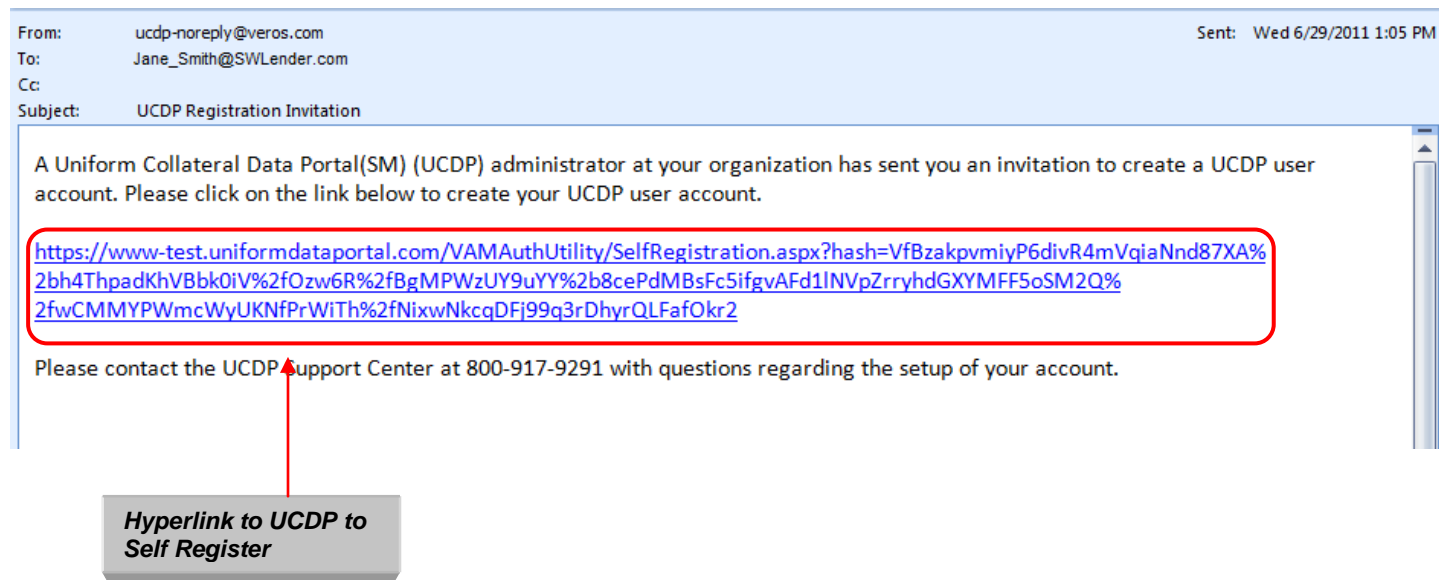 From: ucdp-noreply@veros.com Sent: Wed 6/29/2011 1:05 PM
To: Jane_Smith@SWLender.com
Cc:
Subject: UCDP Registration Invitation
A Uniform Collateral Data Portal(SM) (UCDP) administrator at your organization has sent you an invitation to create a UCDP user
account. Please click on the link below to create your UCDP user account.
https://www-test.uniformdataportal.com/VAMAuthUtility/SelfRegistration.aspx?hash=VfBzakpvmiyP6divR4mVqiaNnd87XA%
2bh4ThpadKhVBbk0iV%2fOzw6R%2fBgMPWzUY9uYY%2b8cePdMBsFc5ifgvAFd1lNVpZrryhdGXYMFF5oSM2Q%
2fwCMMYPWmcWyUKNfPrWiTh%2fNixwNkcqDFj99q3rDhyrQLFafOkr2
Please contact the UCDP Support Center at 800-917-9291 with questions regarding the setup of your account.
Hyperlink to UCDP to
Self Register